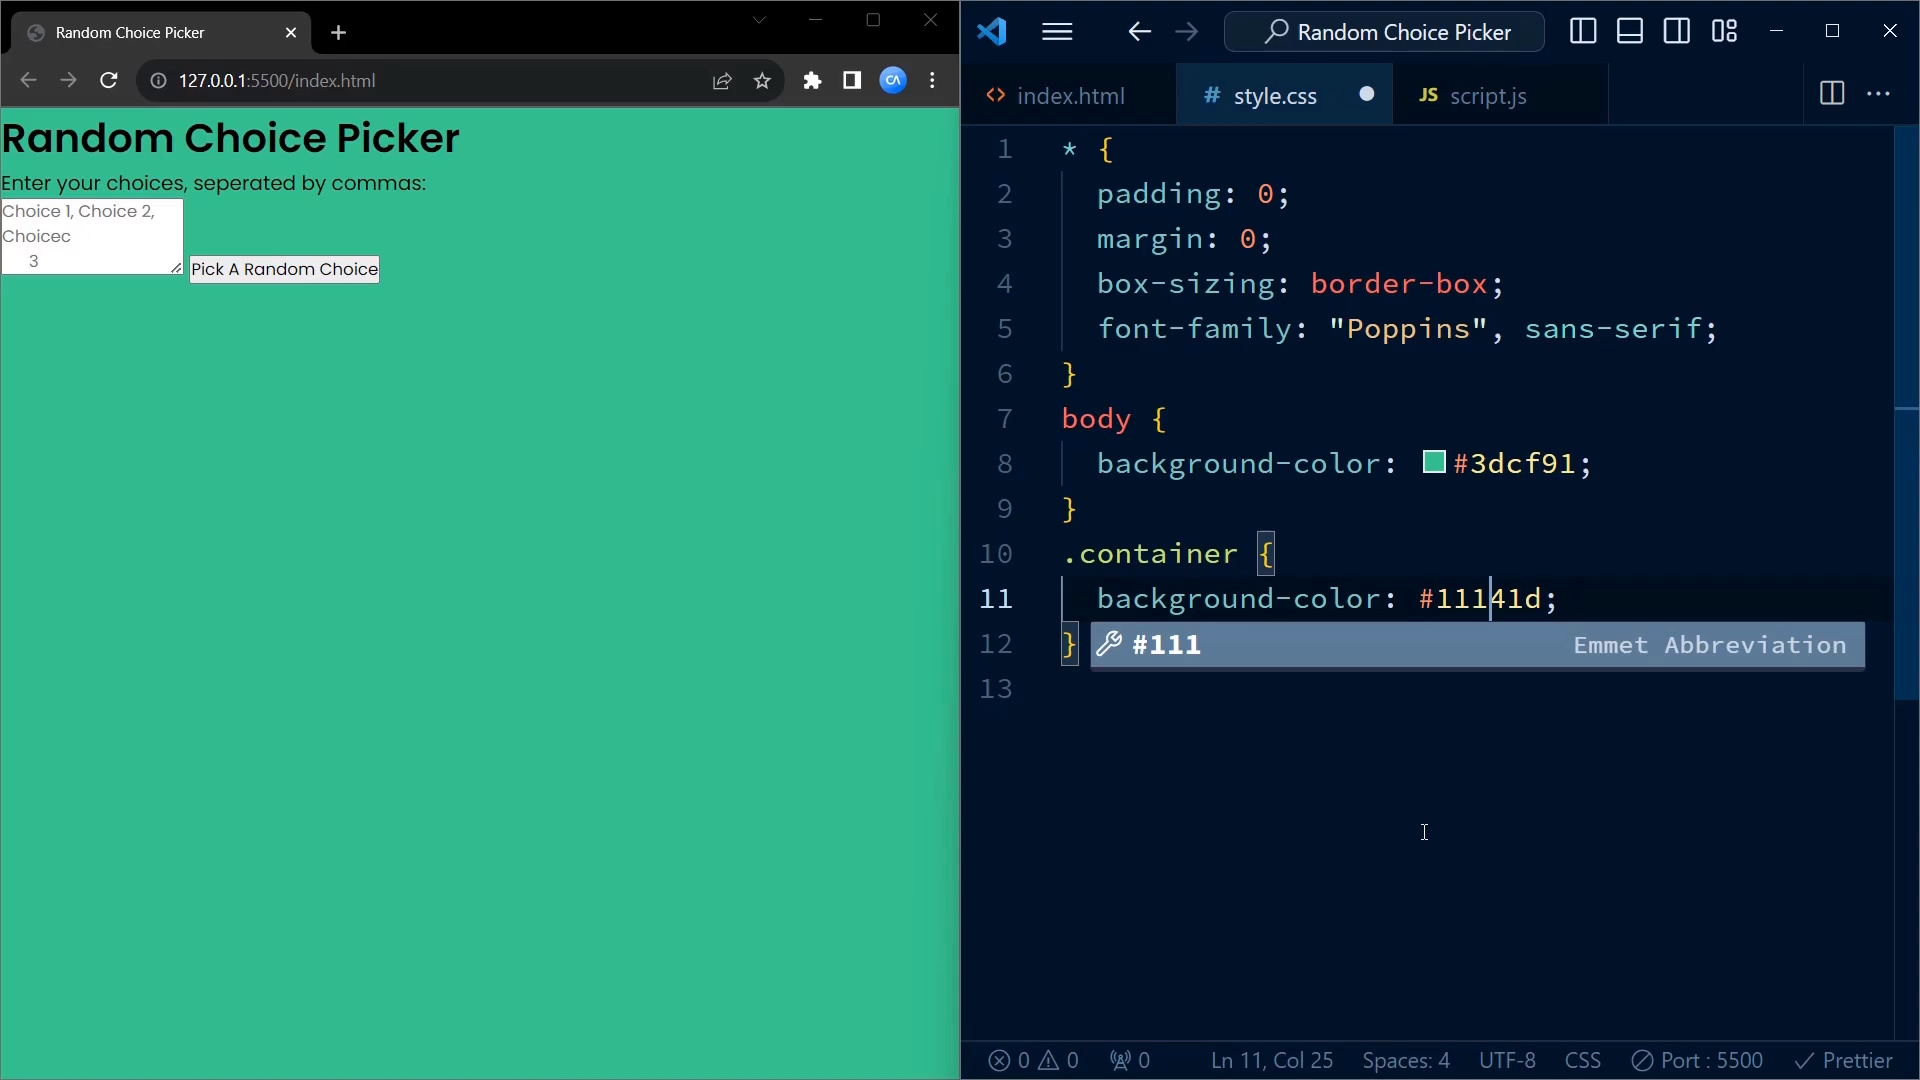 Random Choice Picker
127.0.0.1:5500/index.html
CA
Random Choice Picker
Enter your choices, seperated by commas:
Choice 1, Choice 2,
Choicec
3
Pick A Random Choice
Random Choice Picker
index.html
# style.css
JS script.js
1 * {
2 padding: 0;
3 margin: 0;
4 box-sizing: border-box;
5 font-family: "Poppins", sans-serif;
6 }
7 body {
8 background-color: #3dcf91;
9 }
10 .container {
11 background-color: #11141d;
12 }
#111 Emmet Abbreviation
13
0 0 0 Ln 11, Col 25 Spaces: 4 UTF-8 CSS Port : 5500 Prettier